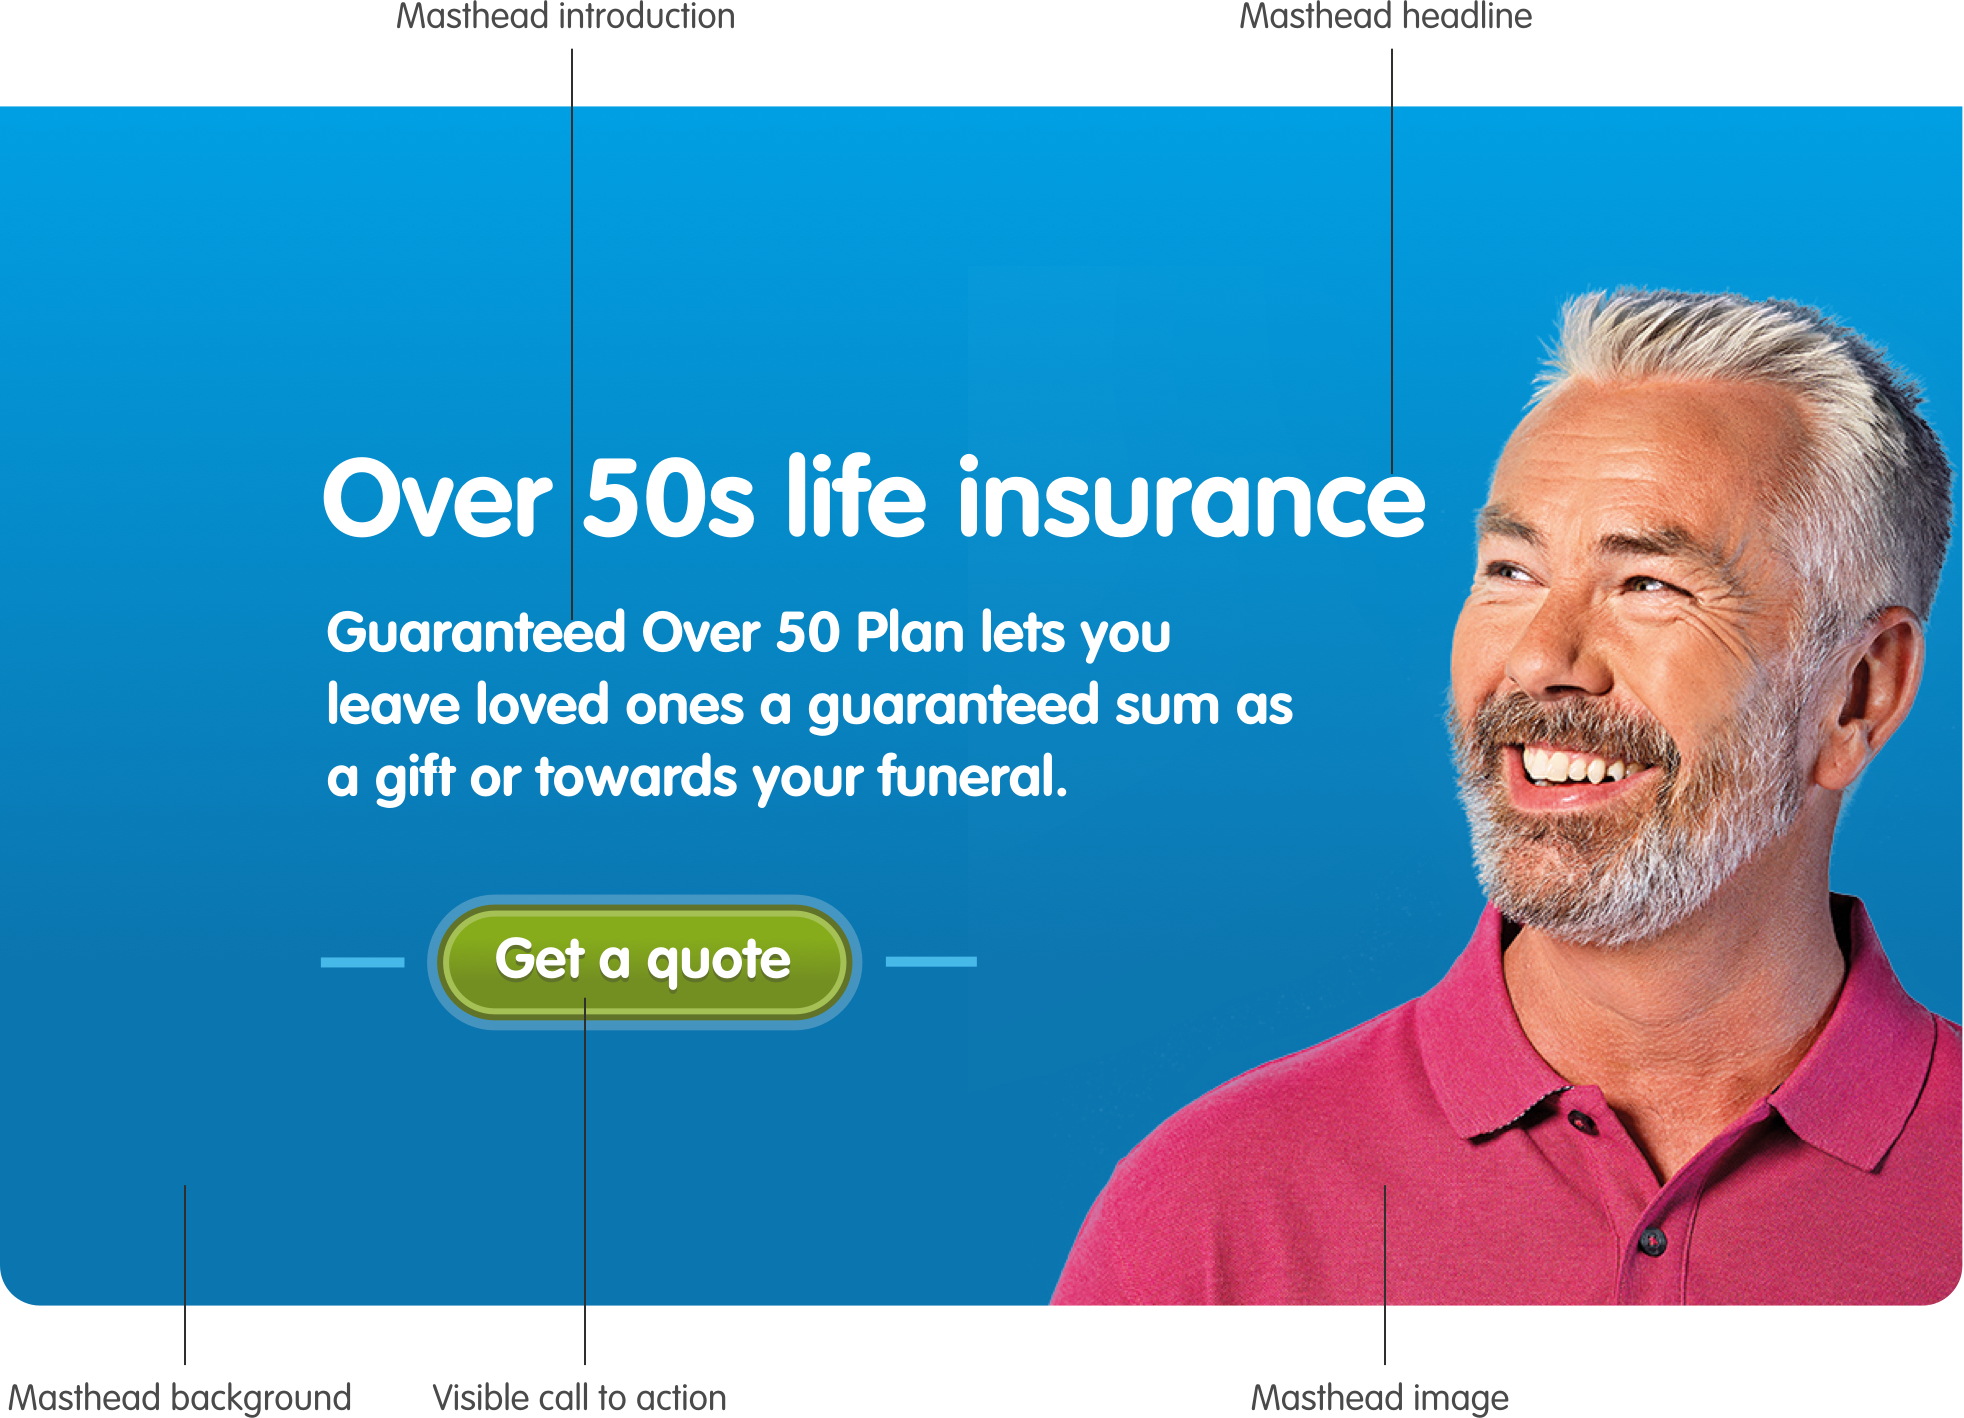 Masthead introduction
Masthead headline
Over 50s life insurance
Guaranteed Over 50 Plan lets you
leave loved ones a guaranteed sum as
a gift or towards your funeral.
Get a quote
Masthead background
Visible call to action
Masthead image